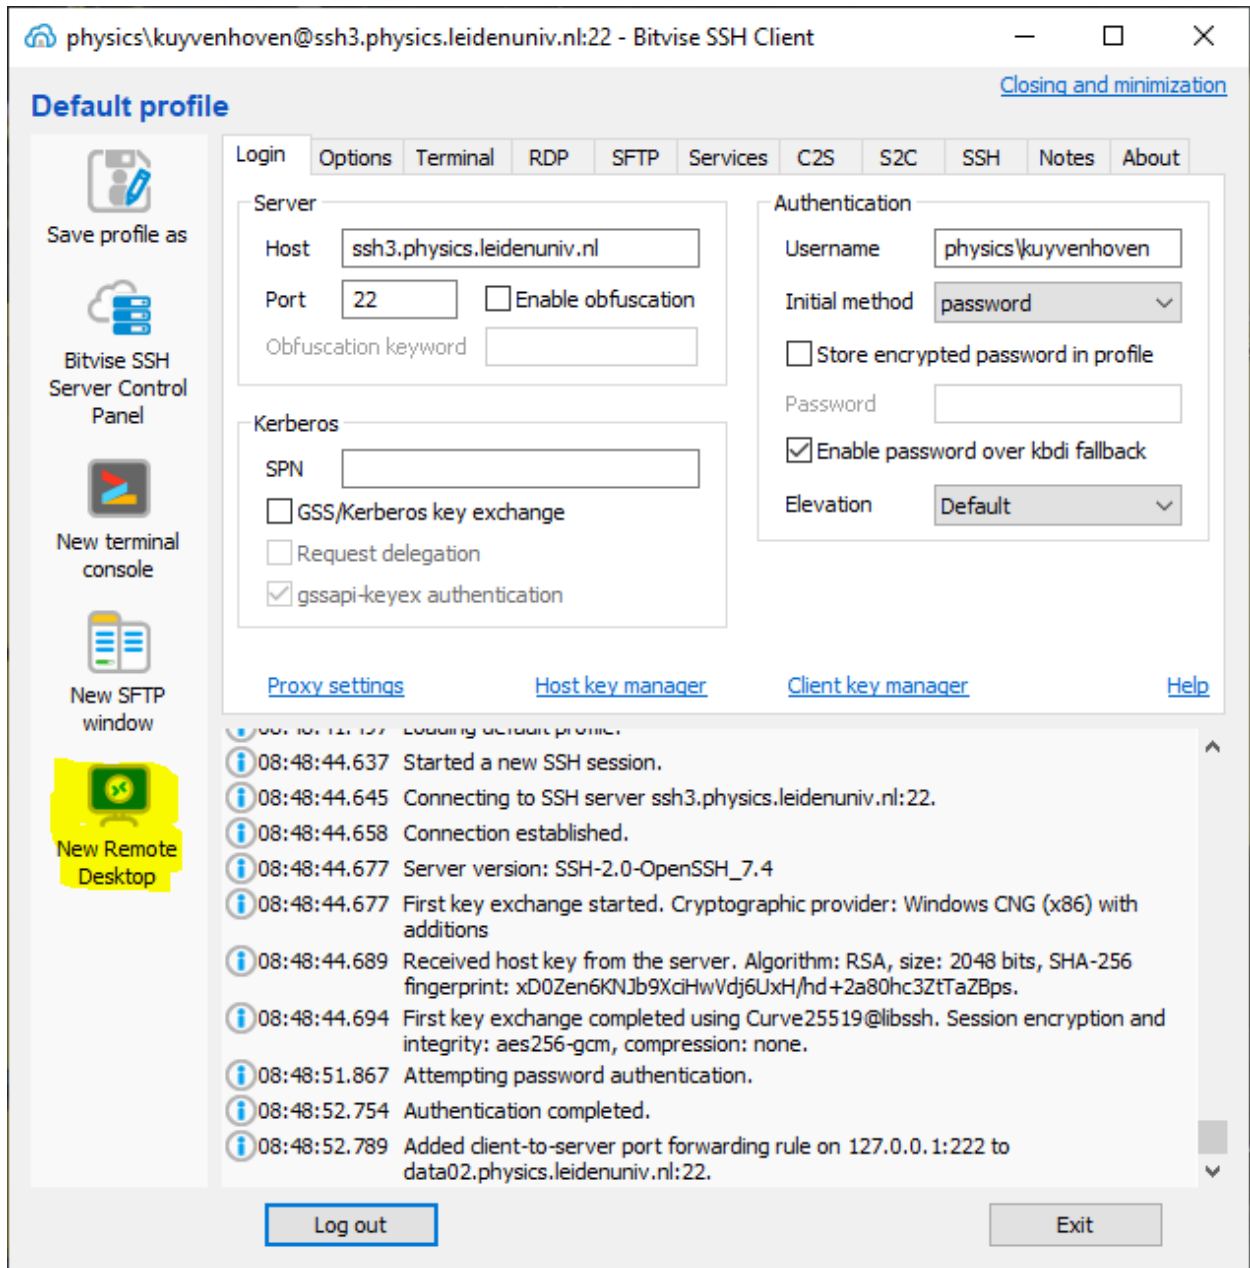 physics\kuyvenhoven@ssh3.physics.leidenuniv.nl:22 - Bitvise SSH Client
Closing and minimization
Default profile
Save profile as
Bitvise SSH
Server Control
Panel
New terminal
console
New SFTP
window
New Remote
Desktop
Login Options Terminal RDP SFTP Services C2S S2C SSH Notes About
Server
Host ssh3.physics.leidenuniv.nl
Port 22 Enable obfuscation
Obfuscation keyword
Kerberos
SPN
GSS/Kerberos key exchange
Request delegation
gssapi-keyex authentication
Authentication
Username physics\kuyvenhoven
Initial method password
Store encrypted password in profile
Password
Enable password over kbdi fallback
Elevation Default
Proxy settings Host key manager Client key manager Help
08:48:41.497 Loading default profile.
08:48:44.637 Started a new SSH session.
08:48:44.645 Connecting to SSH server ssh3.physics.leidenuniv.nl:22.
08:48:44.658 Connection established.
08:48:44.677 Server version: SSH-2.0-OpenSSH_7.4
08:48:44.677 First key exchange started. Cryptographic provider: Windows CNG (x86) with
additions
08:48:44.689 Received host key from the server. Algorithm: RSA, size: 2048 bits, SHA-256
fingerprint: xD0Zen6KNJb9XciHwVdj6UxH/hd+2a80hc3ZtTaZBps.
08:48:44.694 First key exchange completed using Curve25519@libssh. Session encryption and
integrity: aes256-gcm, compression: none.
08:48:51.867 Attempting password authentication.
08:48:52.754 Authentication completed.
08:48:52.789 Added client-to-server port forwarding rule on 127.0.0.1:222 to
data02.physics.leidenuniv.nl:22.
Log out Exit